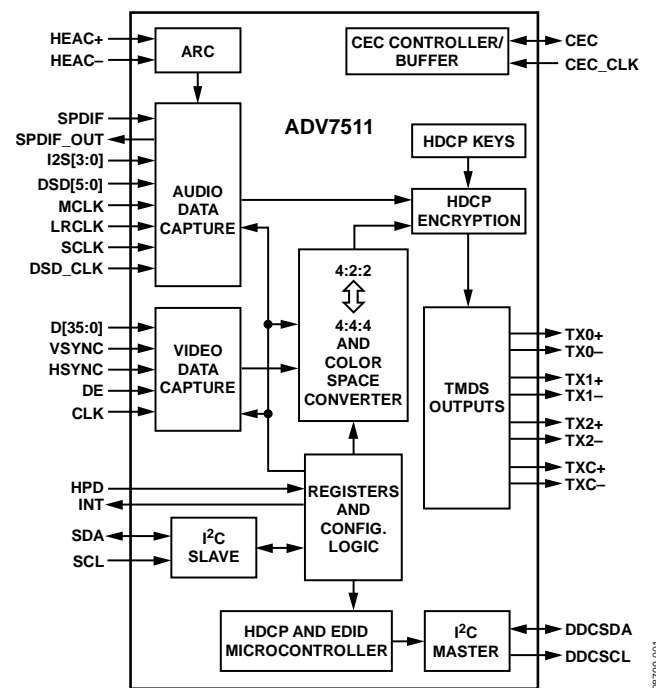 HEAC+
HEAC–
ARC
CEC CONTROLLER/
BUFFER
CEC
CEC_CLK
ADV7511
SPDIF
SPDIF_OUT
I2S[3:0]
DSD[5:0]
MCLK
LRCLK
SCLK
DSD_CLK
AUDIO
DATA
CAPTURE
HDCP KEYS
HDCP
ENCRYPTION
4:2:2
4:4:4
AND
COLOR
SPACE
CONVERTER
D[35:0]
VSYNC
HSYNC
DE
CLK
VIDEO
DATA
CAPTURE
TMDS
OUTPUTS
TX0+
TX0–
TX1+
TX1–
TX2+
TX2–
TXC+
TXC–
HPD
INT
REGISTERS
AND
CONFIG.
LOGIC
SDA
SCL
I²C
SLAVE
HDCP AND EDID
MICROCONTROLLER
I²C
MASTER
DDCSDA
DDCSCL